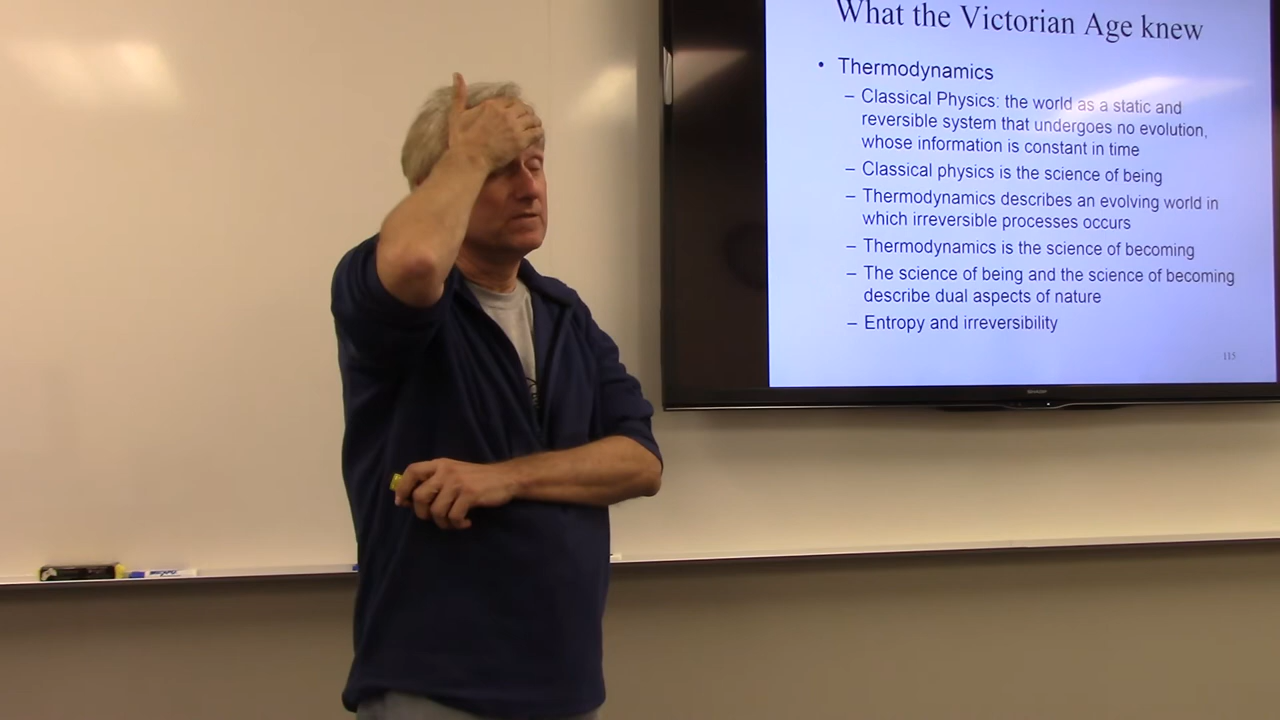 What the Victorian Age knew
• Thermodynamics
– Classical Physics: the world as a static and
reversible system that undergoes no evolution,
whose information is constant in time
– Classical physics is the science of being
– Thermodynamics describes an evolving world in
which irreversible processes occurs
– Thermodynamics is the science of becoming
– The science of being and the science of becoming
describe dual aspects of nature
– Entropy and irreversibility
115
SHARP